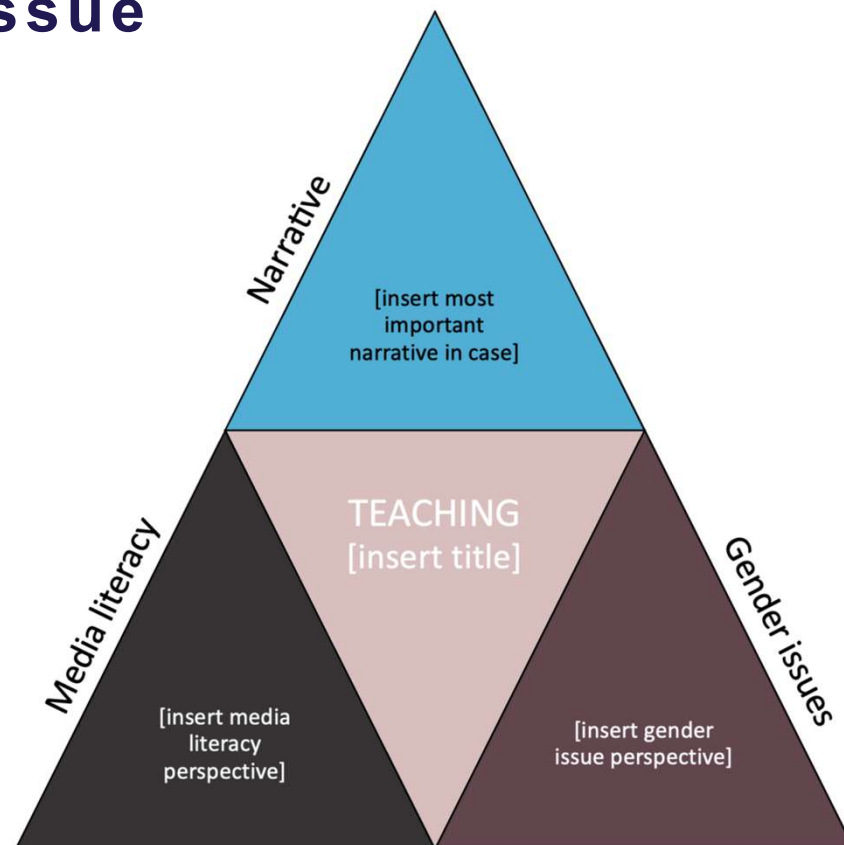 ssue
Narrative
[insert most
important
narrative in case]
TEACHING
[insert title]
Media literacy
Gender issues
[insert media
literacy
perspective]
[insert gender
issue perspective]